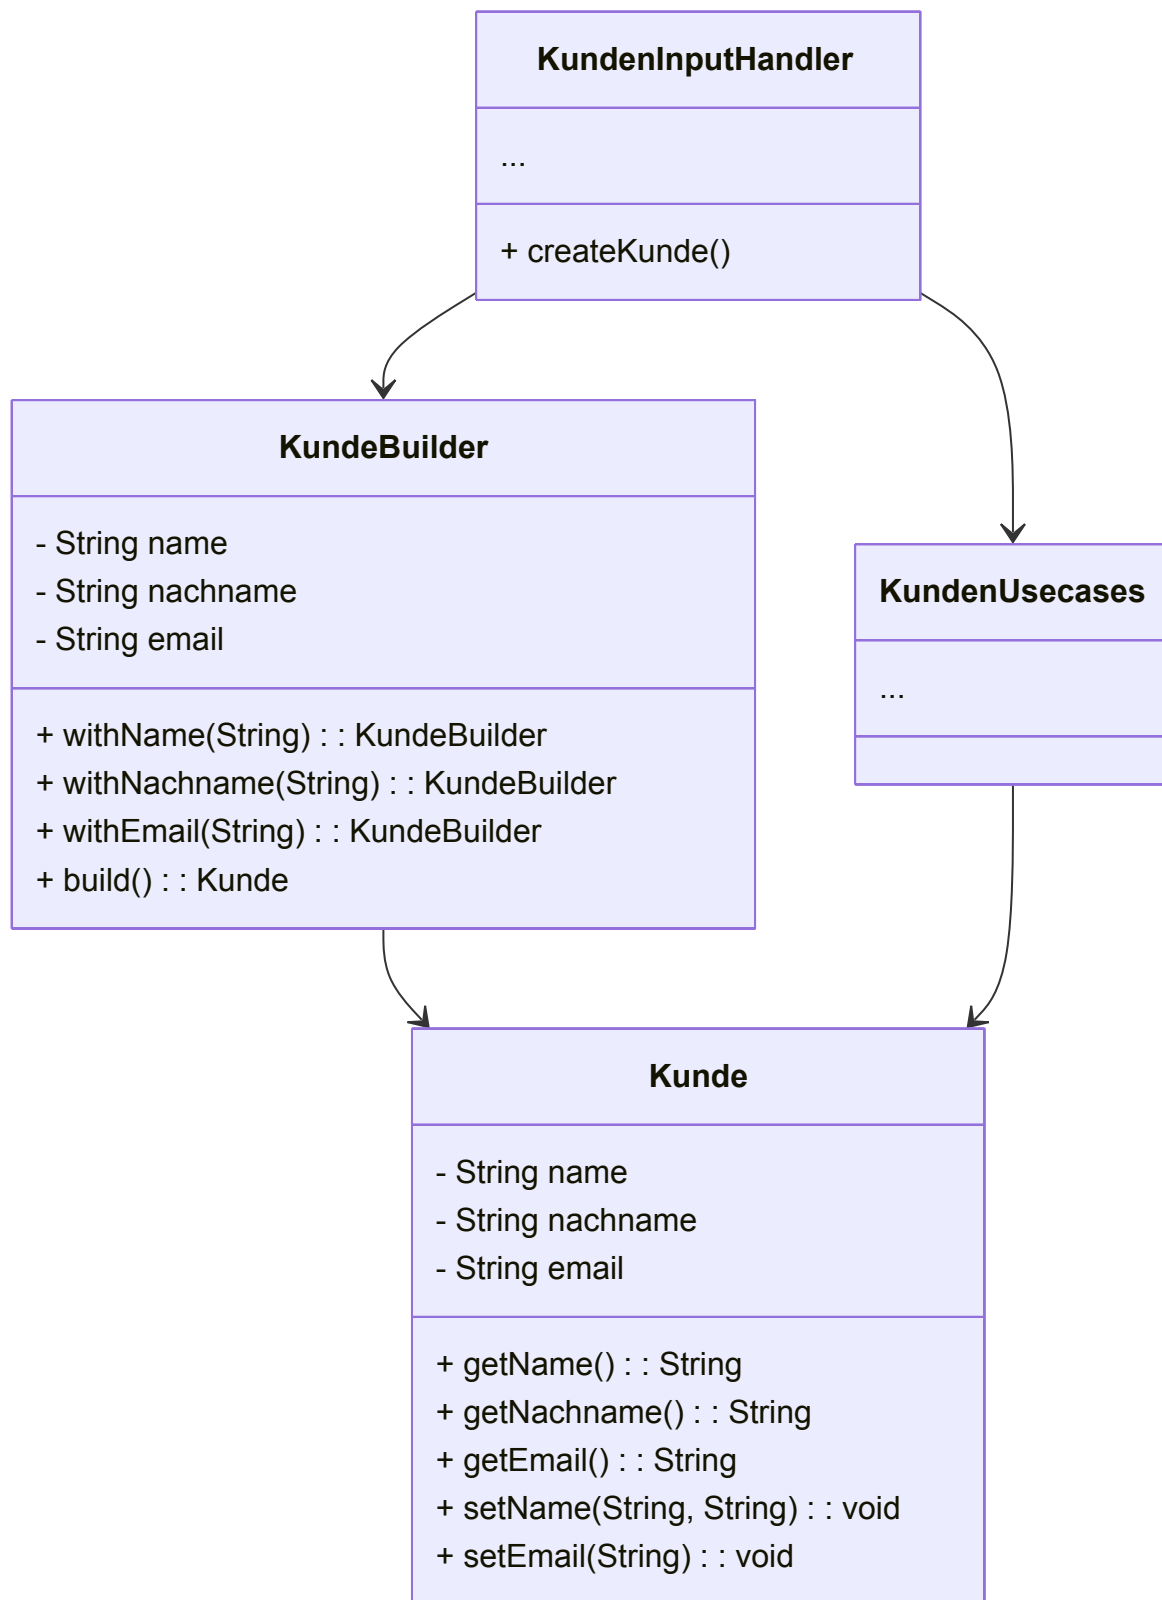 KundenInputHandler
...
+ createKunde()
KundeBuilder
- String name
- String nachname
- String email
+ withName(String) : : KundeBuilder
+ withNachname(String) : : KundeBuilder
+ withEmail(String) : : KundeBuilder
+ build() : : Kunde
KundenUsecases
...
Kunde
- String name
- String nachname
- String email
+ getName() : : String
+ getNachname() : : String
+ getEmail() : : String
+ setName(String, String) : : void
+ setEmail(String) : : void